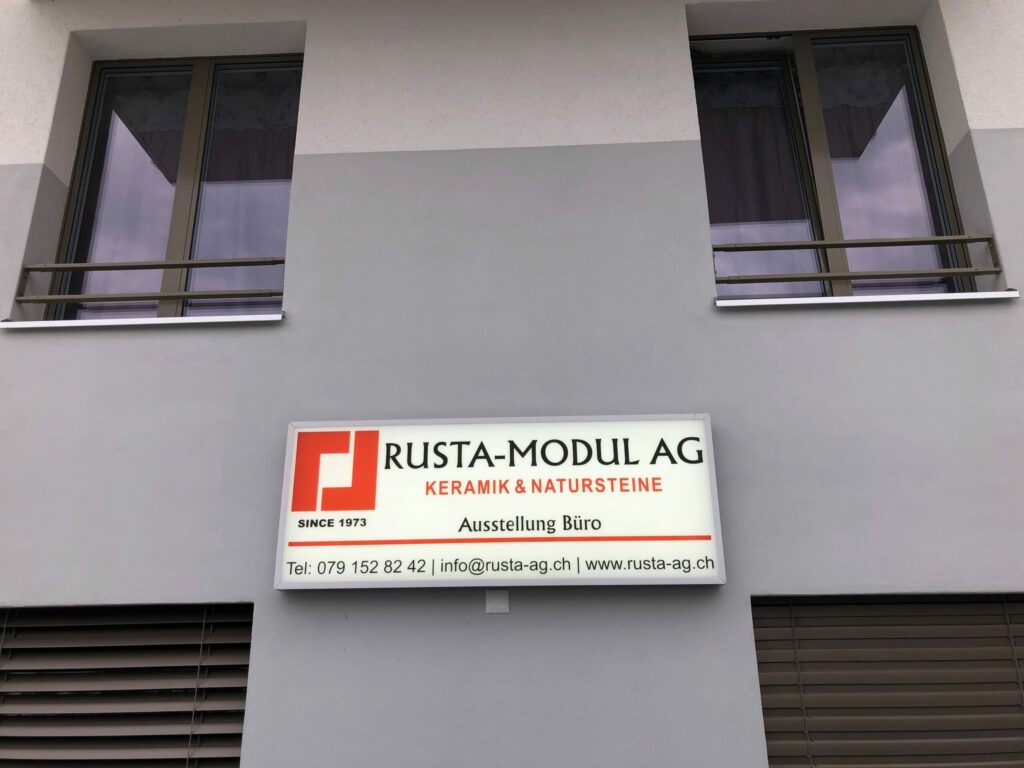 RUSTA-MODUL AG
KERAMIK & NATURSTEINE
SINCE 1973
Ausstellung Büro
Tel: 079 152 82 42 | info@rusta-ag.ch | www.rusta-ag.ch